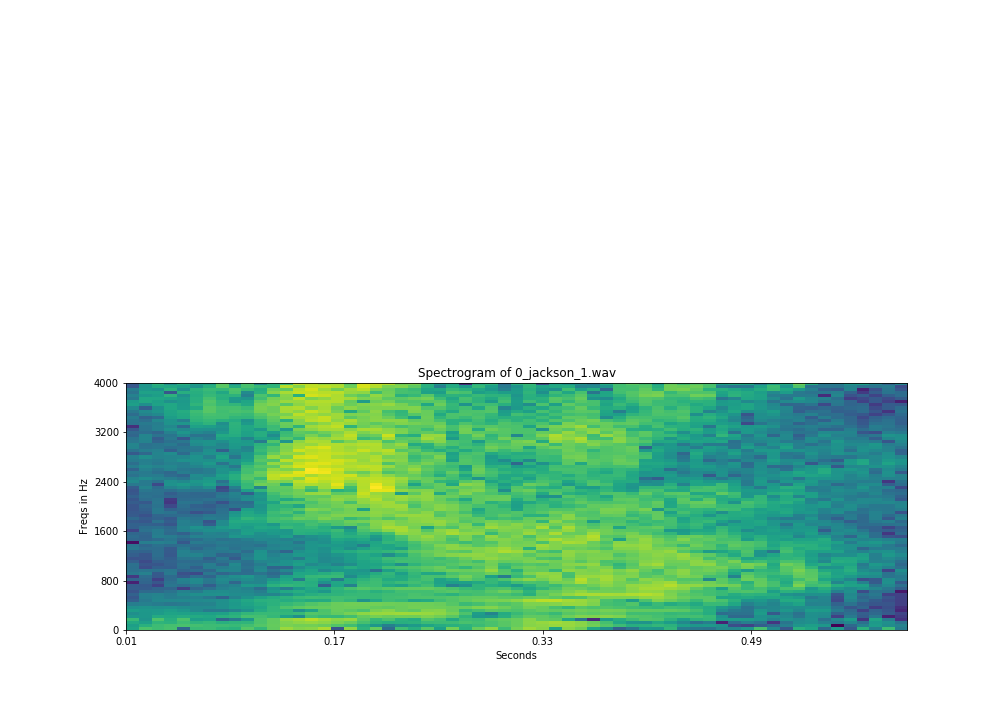 Spectrogram of 0_jackson_1.wav
4000
3200
2400
1600
800
0
Freqs in Hz
0.01 0.17 0.33 0.49
Seconds